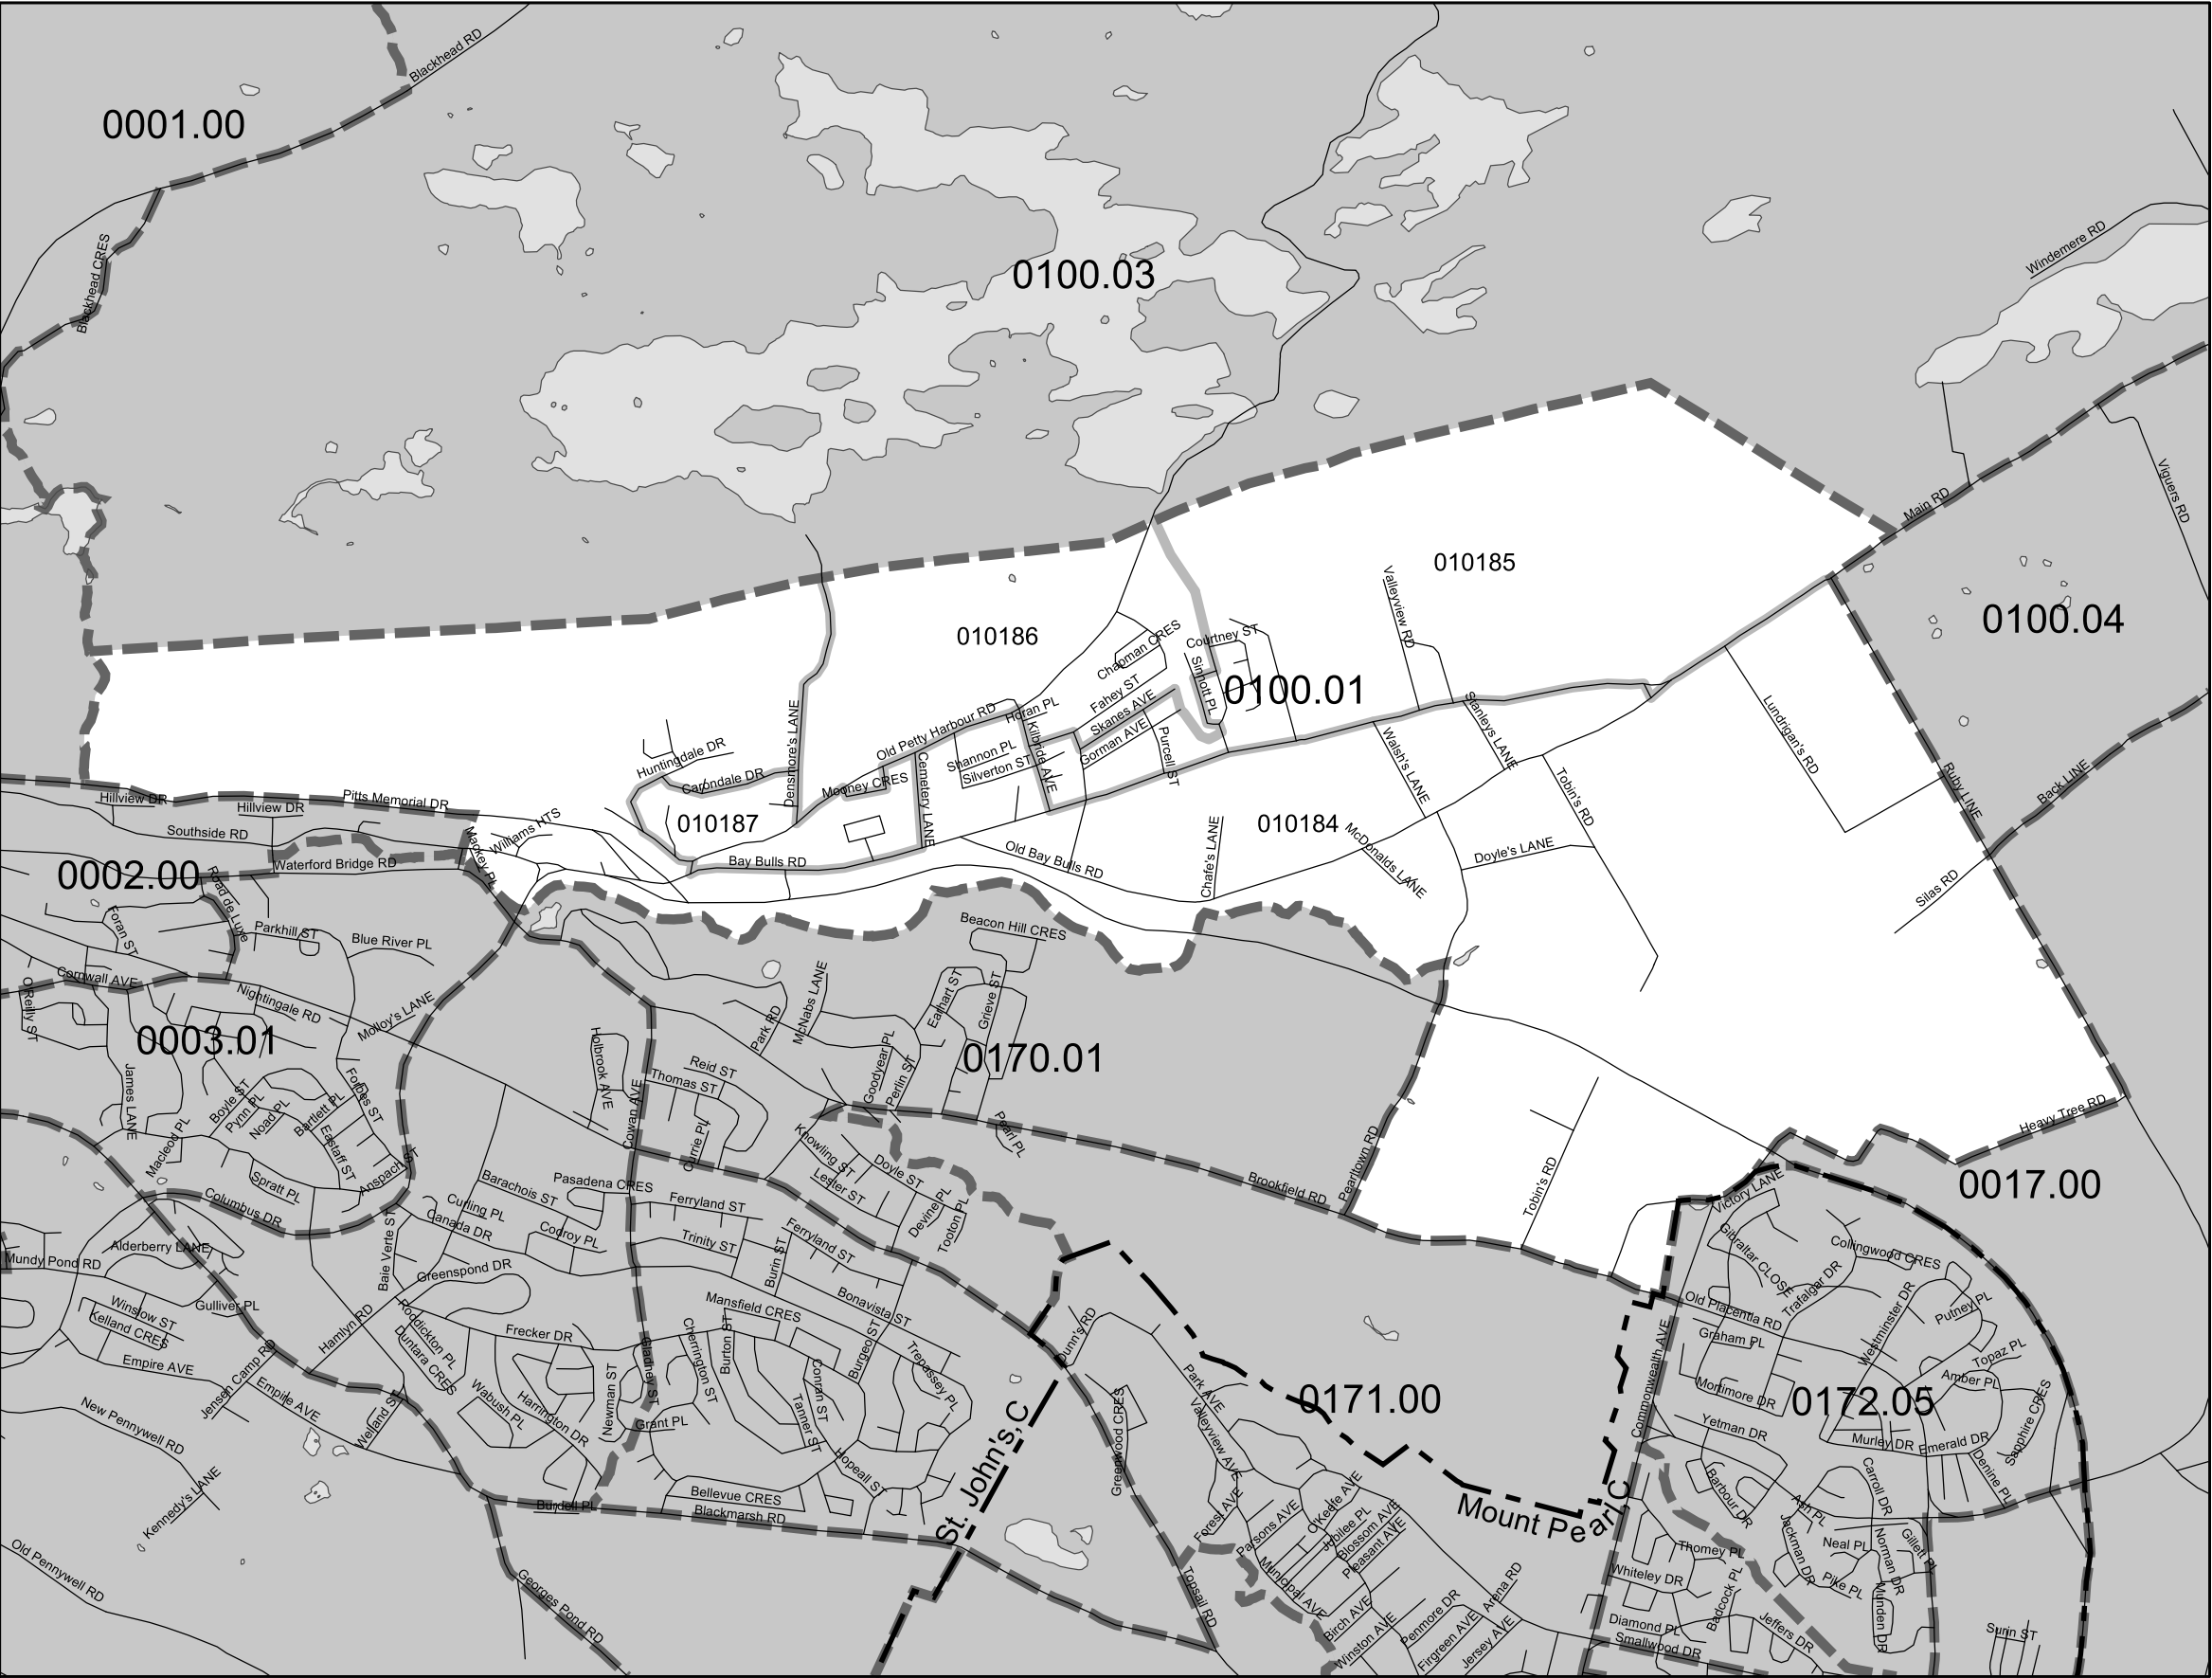 Blackhead RD
0001.00
Blackhead CRES
0100.03
Windemere RD
Main RD
Viguers RD
010185
0100.04
Valleyview RD
010186
Chapman CRES
Courtney ST
Sinnott PL
0100.01
Fahey ST
Skanes AVE
Gorman AVE
Horan PL
Old Petty Harbour RD
Kilbride AVE
Purcell ST
Stanleys LANE
Walsh's LANE
Lundrigan's RD
Tobin's RD
Ruby LINE
Back LINE
Silas RD
Huntingdale DR
Carondale DR
Densmore's LANE
Mooney CRES
Cemetery LANE
Shannon PL
Silverton ST
010187
010184
Bay Bulls RD
Old Bay Bulls RD
Chafe's LANE
McDonalds LANE
Doyle's LANE
Hillview DR
Hillview DR
Pitts Memorial DR
Southside RD
Williams HTS
Mackey PL
Waterford Bridge RD
0002.00
Road de Luxe
Foran ST
Parkhill ST
Blue River PL
Cornwall AVE
O'Reilly ST
Nightingale RD
Molloy's LANE
0003.01
James LANE
Boyle ST
Pynn PL
Noad PL
Bartlett PL
Forbes ST
Eastaff ST
Macleod PL
Spratt PL
Anspach ST
Columbus DR
Beacon Hill CRES
Earhart ST
Grieve ST
McNabs LANE
Park RD
Goodyear PL
Perlin ST
0170.01
Pearl PL
Holbrook AVE
Cowan AVE
Reid ST
Thomas ST
Currie PL
Knowling ST
Lester ST
Doyle ST
Devine PL
Tooton PL
Brookfield RD
Pearltown RD
Tobin's RD
Heavy Tree RD
0017.00
Victory LANE
Gibraltar CLOSE
Collingwood CRES
Trafalgar DR
Westminster DR
Putney PL
Old Placentia RD
Graham PL
Topaz PL
Amber PL
Mortimore DR
0172.05
Sapphire CRES
Commonwealth AVE
Yetman DR
Murley DR
Emerald DR
Denine PL
Barbour DR
Carroll DR
Ash PL
Jackman DR
Neal PL
Norman DR
Gillett PL
Pike PL
Munden DR
Thomey PL
Whiteley DR
Badcock PL
Diamond PL
Jeffers DR
Smallwood DR
Sunn ST
Mundy Pond RD
Alderberry LANE
Winslow ST
Kelland CRES
Gulliver PL
Empire AVE
Jensen Camp RD
Empire AVE
Hamlyn RD
New Pennywell RD
Kennedy's LANE
Old Pennywell RD
Welland ST
Baie Verte ST
Barachois ST
Curling PL
Canada DR
Codroy PL
Pasadena CRES
Ferryland ST
Trinity ST
Burin ST
Ferryland ST
Bonavista ST
Greenspond DR
Roddickton PL
Duntara CRES
Frecker DR
Wabush PL
Harrington DR
Newman ST
Gladney ST
Grant PL
Mansfield CRES
Cherrington ST
Burton ST
Conran ST
Tanner ST
Burgeo ST
Trepassey PL
Hopeall ST
Bellevue CRES
Blackmarsh RD
Burdell PL
Georges Pond RD
St. John's, C
Dunn's RD
Greenwood CRES
Park AVE
Valleyview AVE
Forest AVE
Parsons AVE
O'Keefe AVE
Jubilee PL
Blossom AVE
Pleasant AVE
Municipal AVE
Birch AVE
Winston AVE
Penmore DR
Firgreen AVE
Jersey AVE
Arena RD
Topsail RD
0171.00
Mount Pearl, C